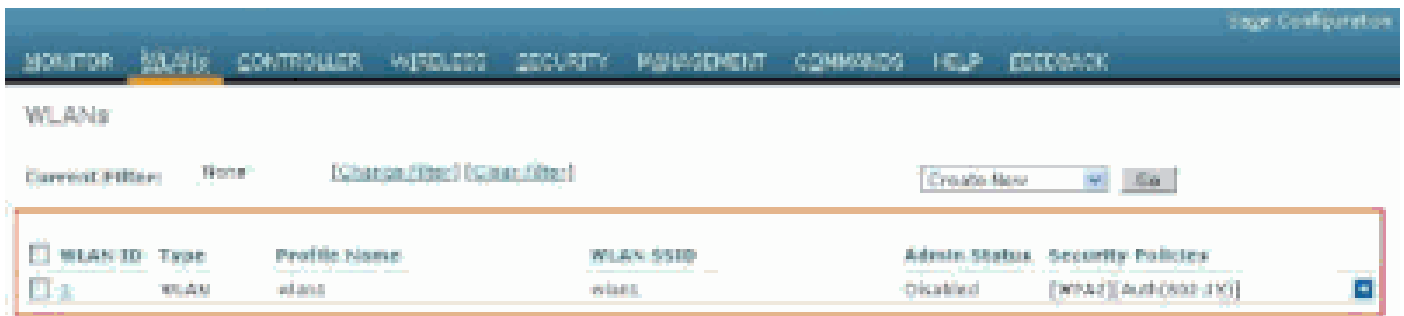 Save Configuration
MONITOR WLANs CONTROLLER WIRELESS SECURITY MANAGEMENT COMMANDS HELP FEEDBACK
WLANs
Current Filter: None [Change Filter] [Clear Filter] Create New Go
WLAN ID Type Profile Name WLAN SSID Admin Status Security Policies
1 WLAN wlan1 wlan1 Disabled [WPA2][Auth(802.1X)]